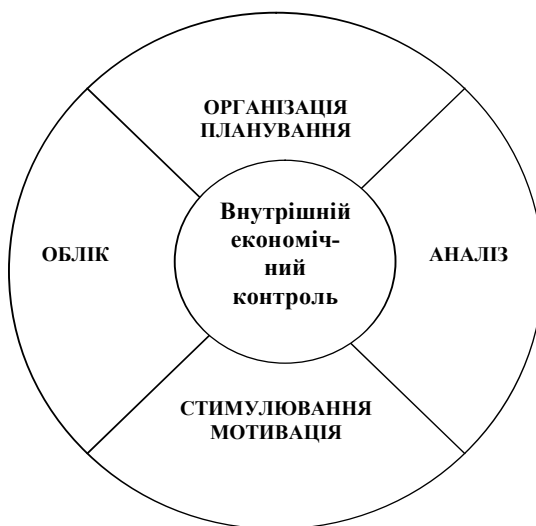 ОРГАНІЗАЦІЯ
ПЛАНУВАННЯ
Внутрішній
економіч-
ний
контроль
ОБЛІК
АНАЛІЗ
СТИМУЛЮВАННЯ
МОТИВАЦІЯ